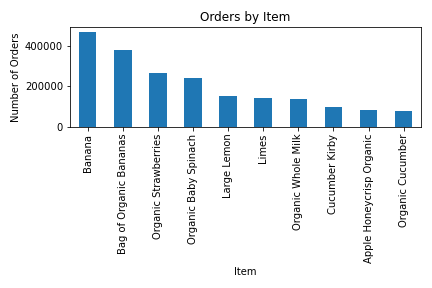 Orders by Item
Number of Orders
400000
200000
0
Banana
Bag of Organic Bananas
Organic Strawberries
Organic Baby Spinach
Large Lemon
Limes
Organic Whole Milk
Cucumber Kirby
Apple Honeycrisp Organic
Organic Cucumber
Item